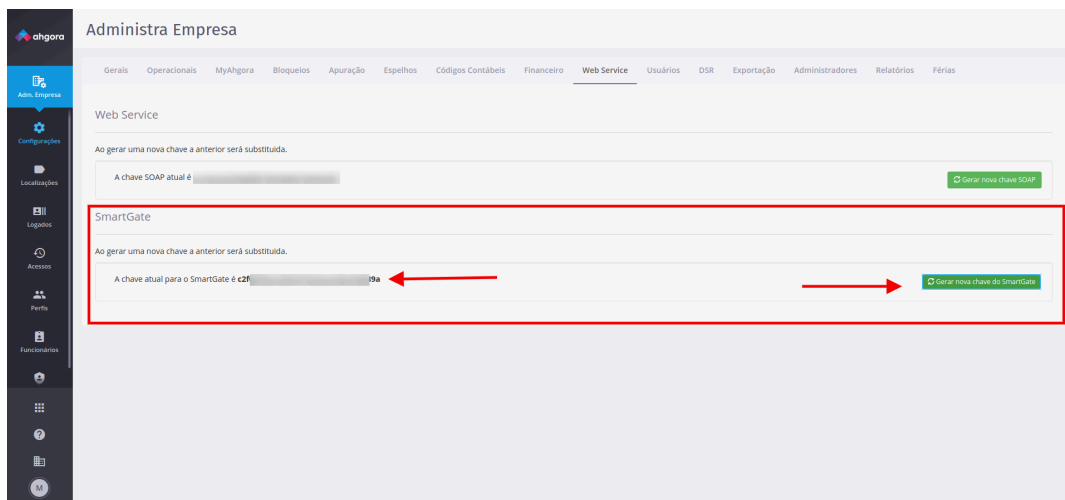 ahgora
Administra Empresa
Gerais Operacionais MyAhgora Bloqueios Apuração Espelhos Códigos Contábeis Financeiro Web Service Usuários DSR Exportação Administradores Relatórios Férias
Adm. Empresa
Configurações
Localizações
Logados
Acessos
Perfis
Funcionários
M
Web Service
Ao gerar uma nova chave a anterior será substituida.
A chave SOAP atual é
Gerar nova chave SOAP
SmartGate
Ao gerar uma nova chave a anterior será substituida.
A chave atual para o SmartGate é c2f 39a
Gerar nova chave do SmartGate